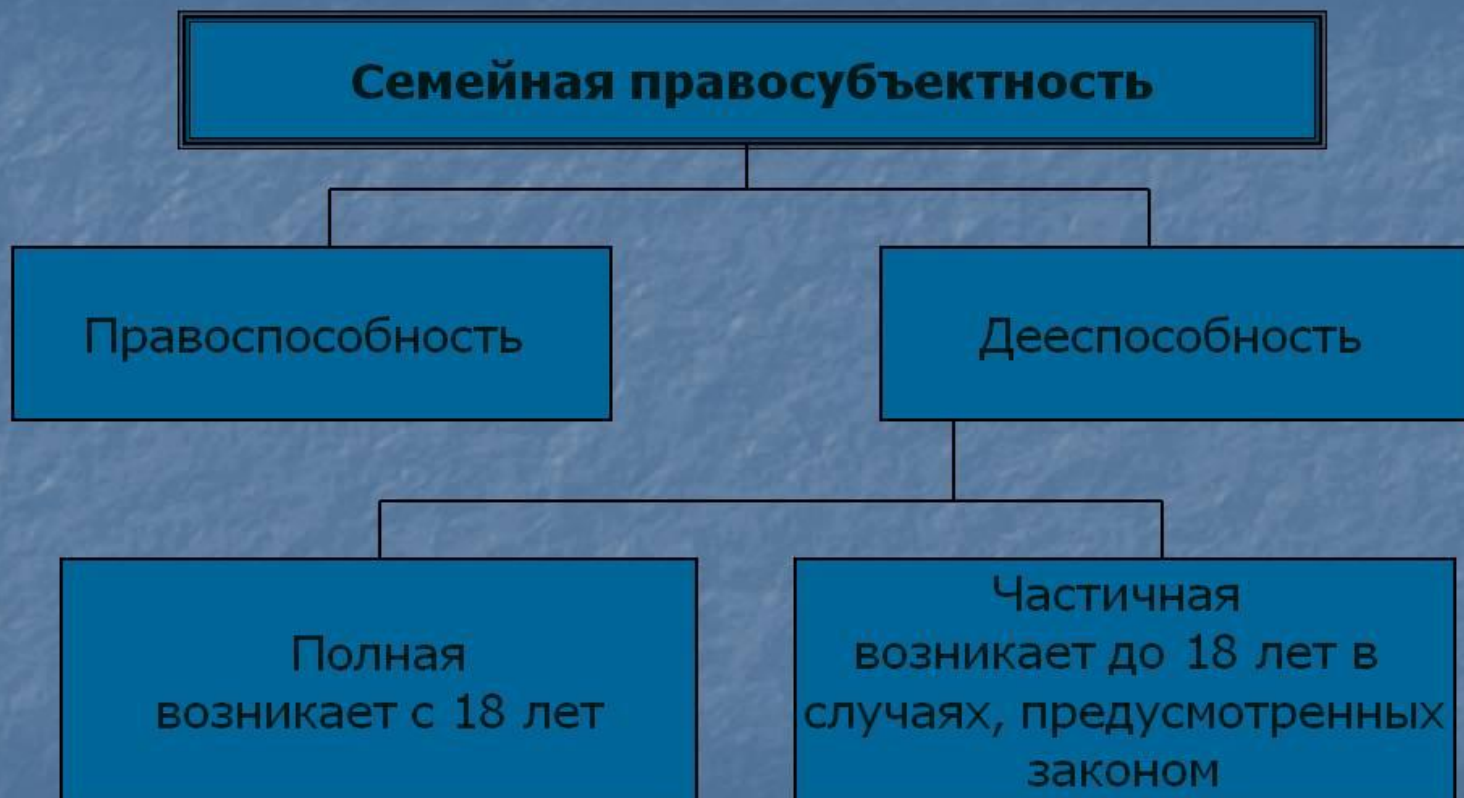 Семейная правосубъектность
Правоспособность
Дееспособность
Полная
возникает с 18 лет
Частичная
возникает до 18 лет в
случаях, предусмотренных
законом